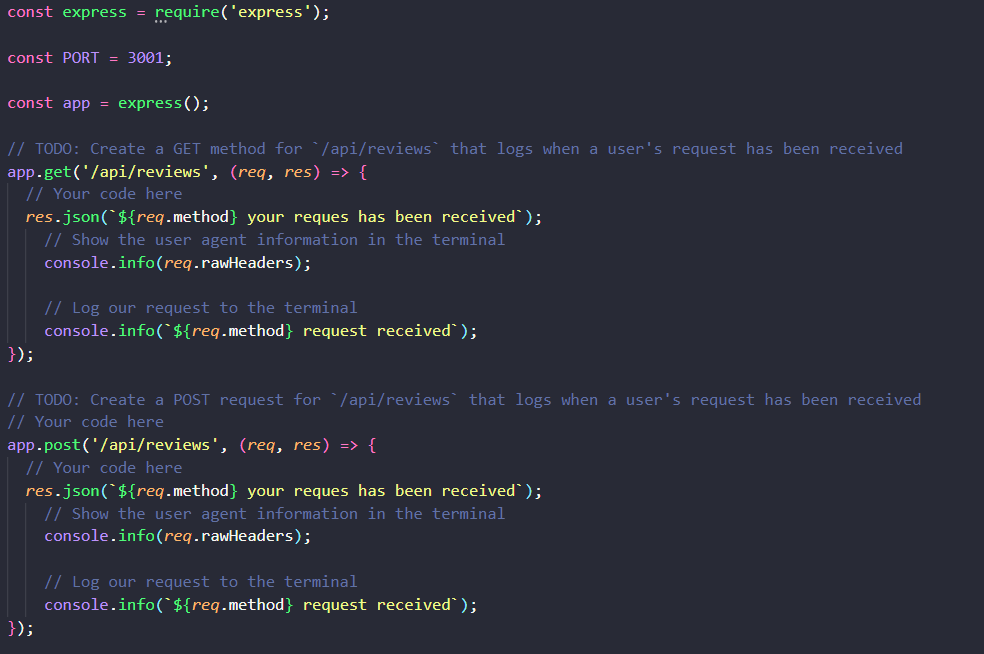 const express = require('express');
const PORT = 3001;
const app = express();
// TODO: Create a GET method for `/api/reviews` that logs when a user's request has been received
app.get('/api/reviews', (req, res) => {
// Your code here
res.json(`${req.method} your reques has been received`);
// Show the user agent information in the terminal
console.info(req.rawHeaders);
// Log our request to the terminal
console.info(`${req.method} request received`);
});
// TODO: Create a POST request for `/api/reviews` that logs when a user's request has been received
// Your code here
app.post('/api/reviews', (req, res) => {
// Your code here
res.json(`${req.method} your reques has been received`);
// Show the user agent information in the terminal
console.info(req.rawHeaders);
// Log our request to the terminal
console.info(`${req.method} request received`);
});